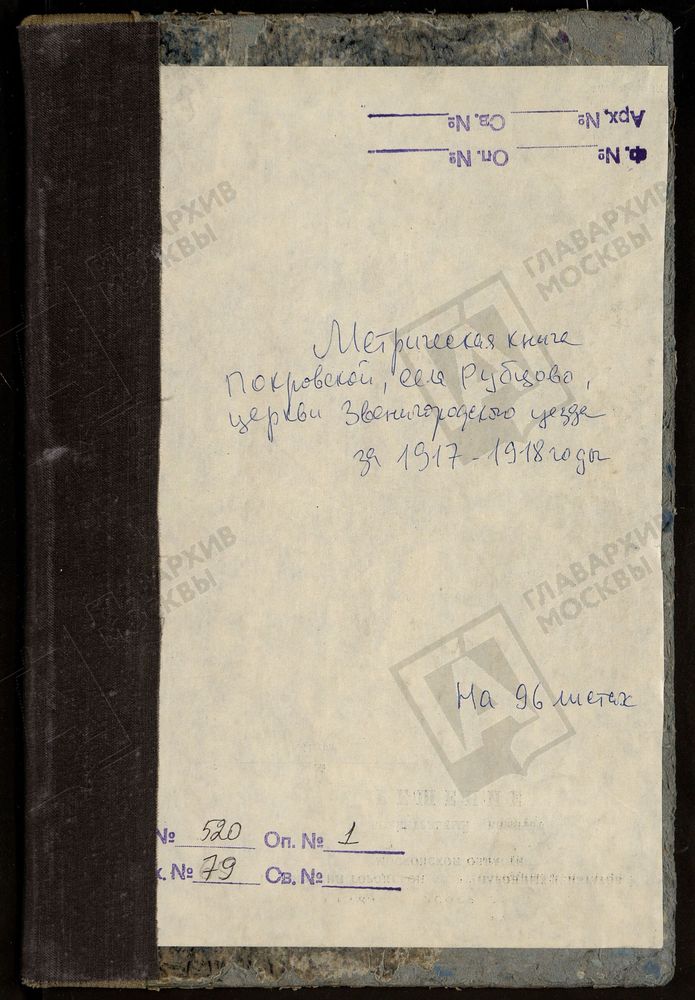 Арх. № Св. №
ф. № Оп. №
ГЛАВАРХИВ
МОСКВЫ
Метрическая книга
Покровской, села Рубцово,
церкви Звенигородского уезда
за 1917-1918 годы
ГЛАВАРХИВ
МОСКВЫ
На 96 листах
№ 520 Оп. № 1
х. № 79 Св. №